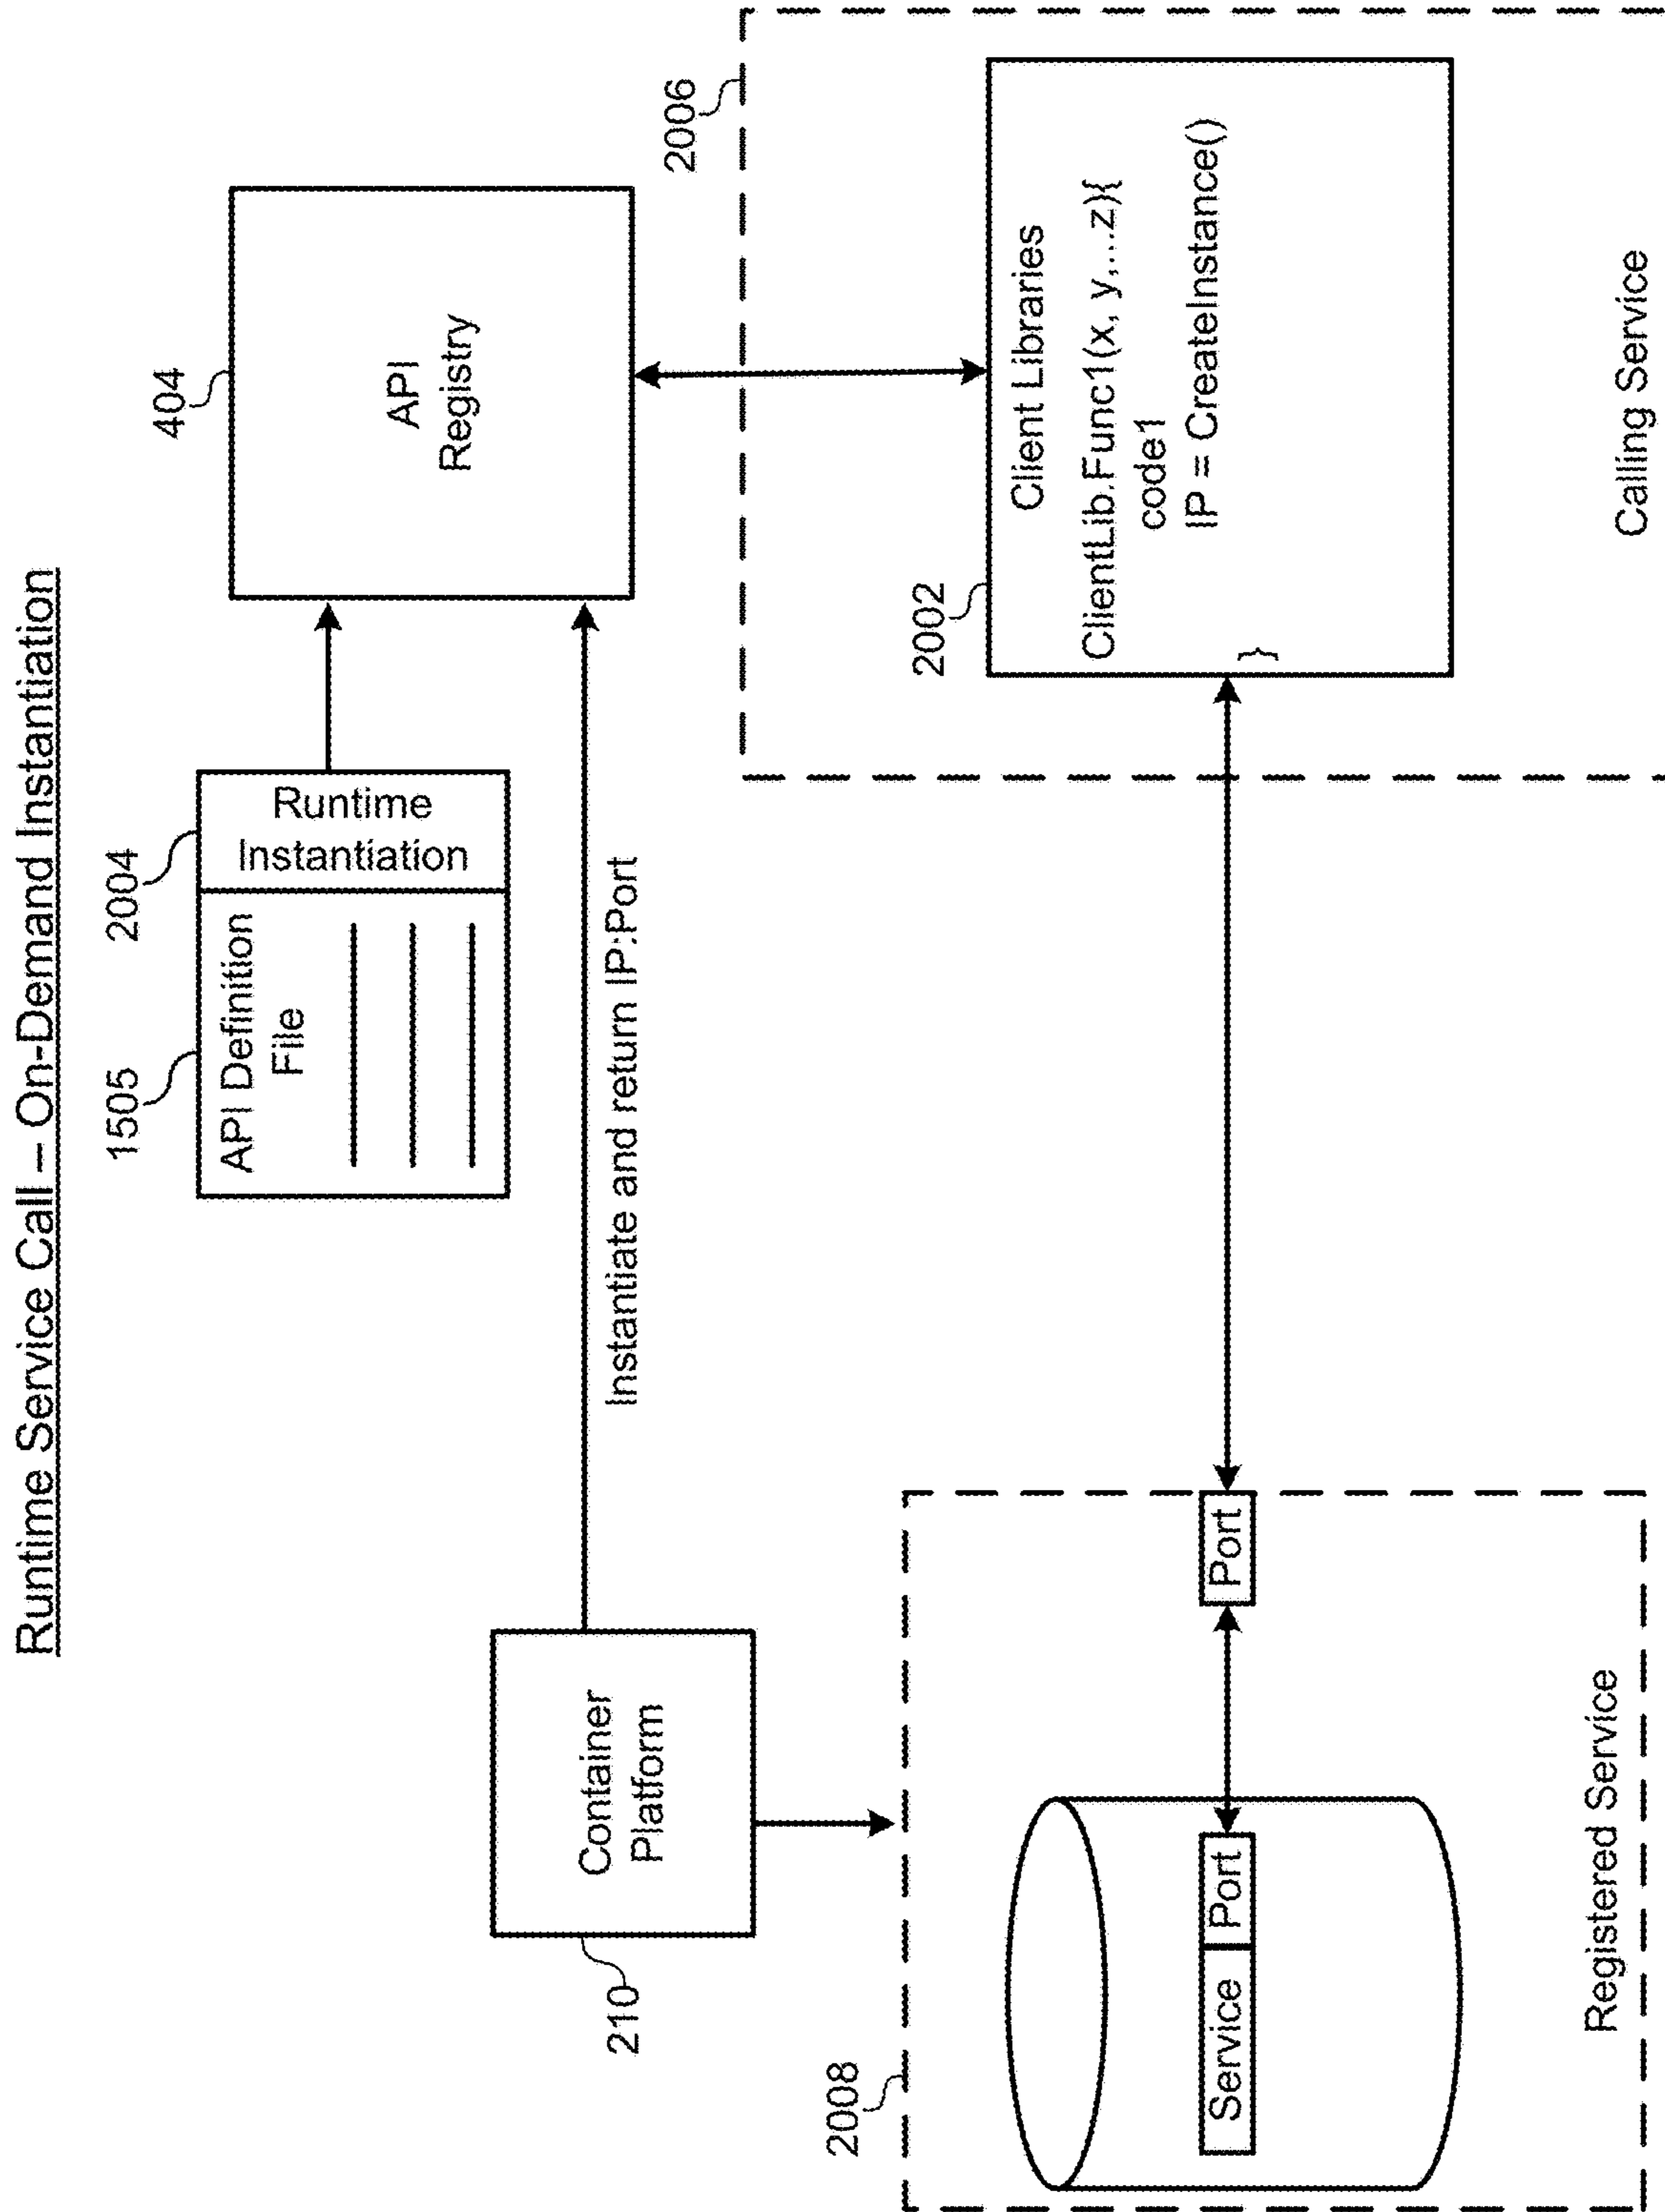 Runtime Service Call – On-Demand Instantiation
1505
2004
404
API Definition
File
Runtime
Instantiation
API
Registry
210
Container
Platform
Instantiate and return IP:Port
2006
2008
2002
Client Libraries
ClientLib.Func1(x, y,...z){
code1
IP = CreateInstance()
}
Service
Port
Port
Registered Service
Calling Service